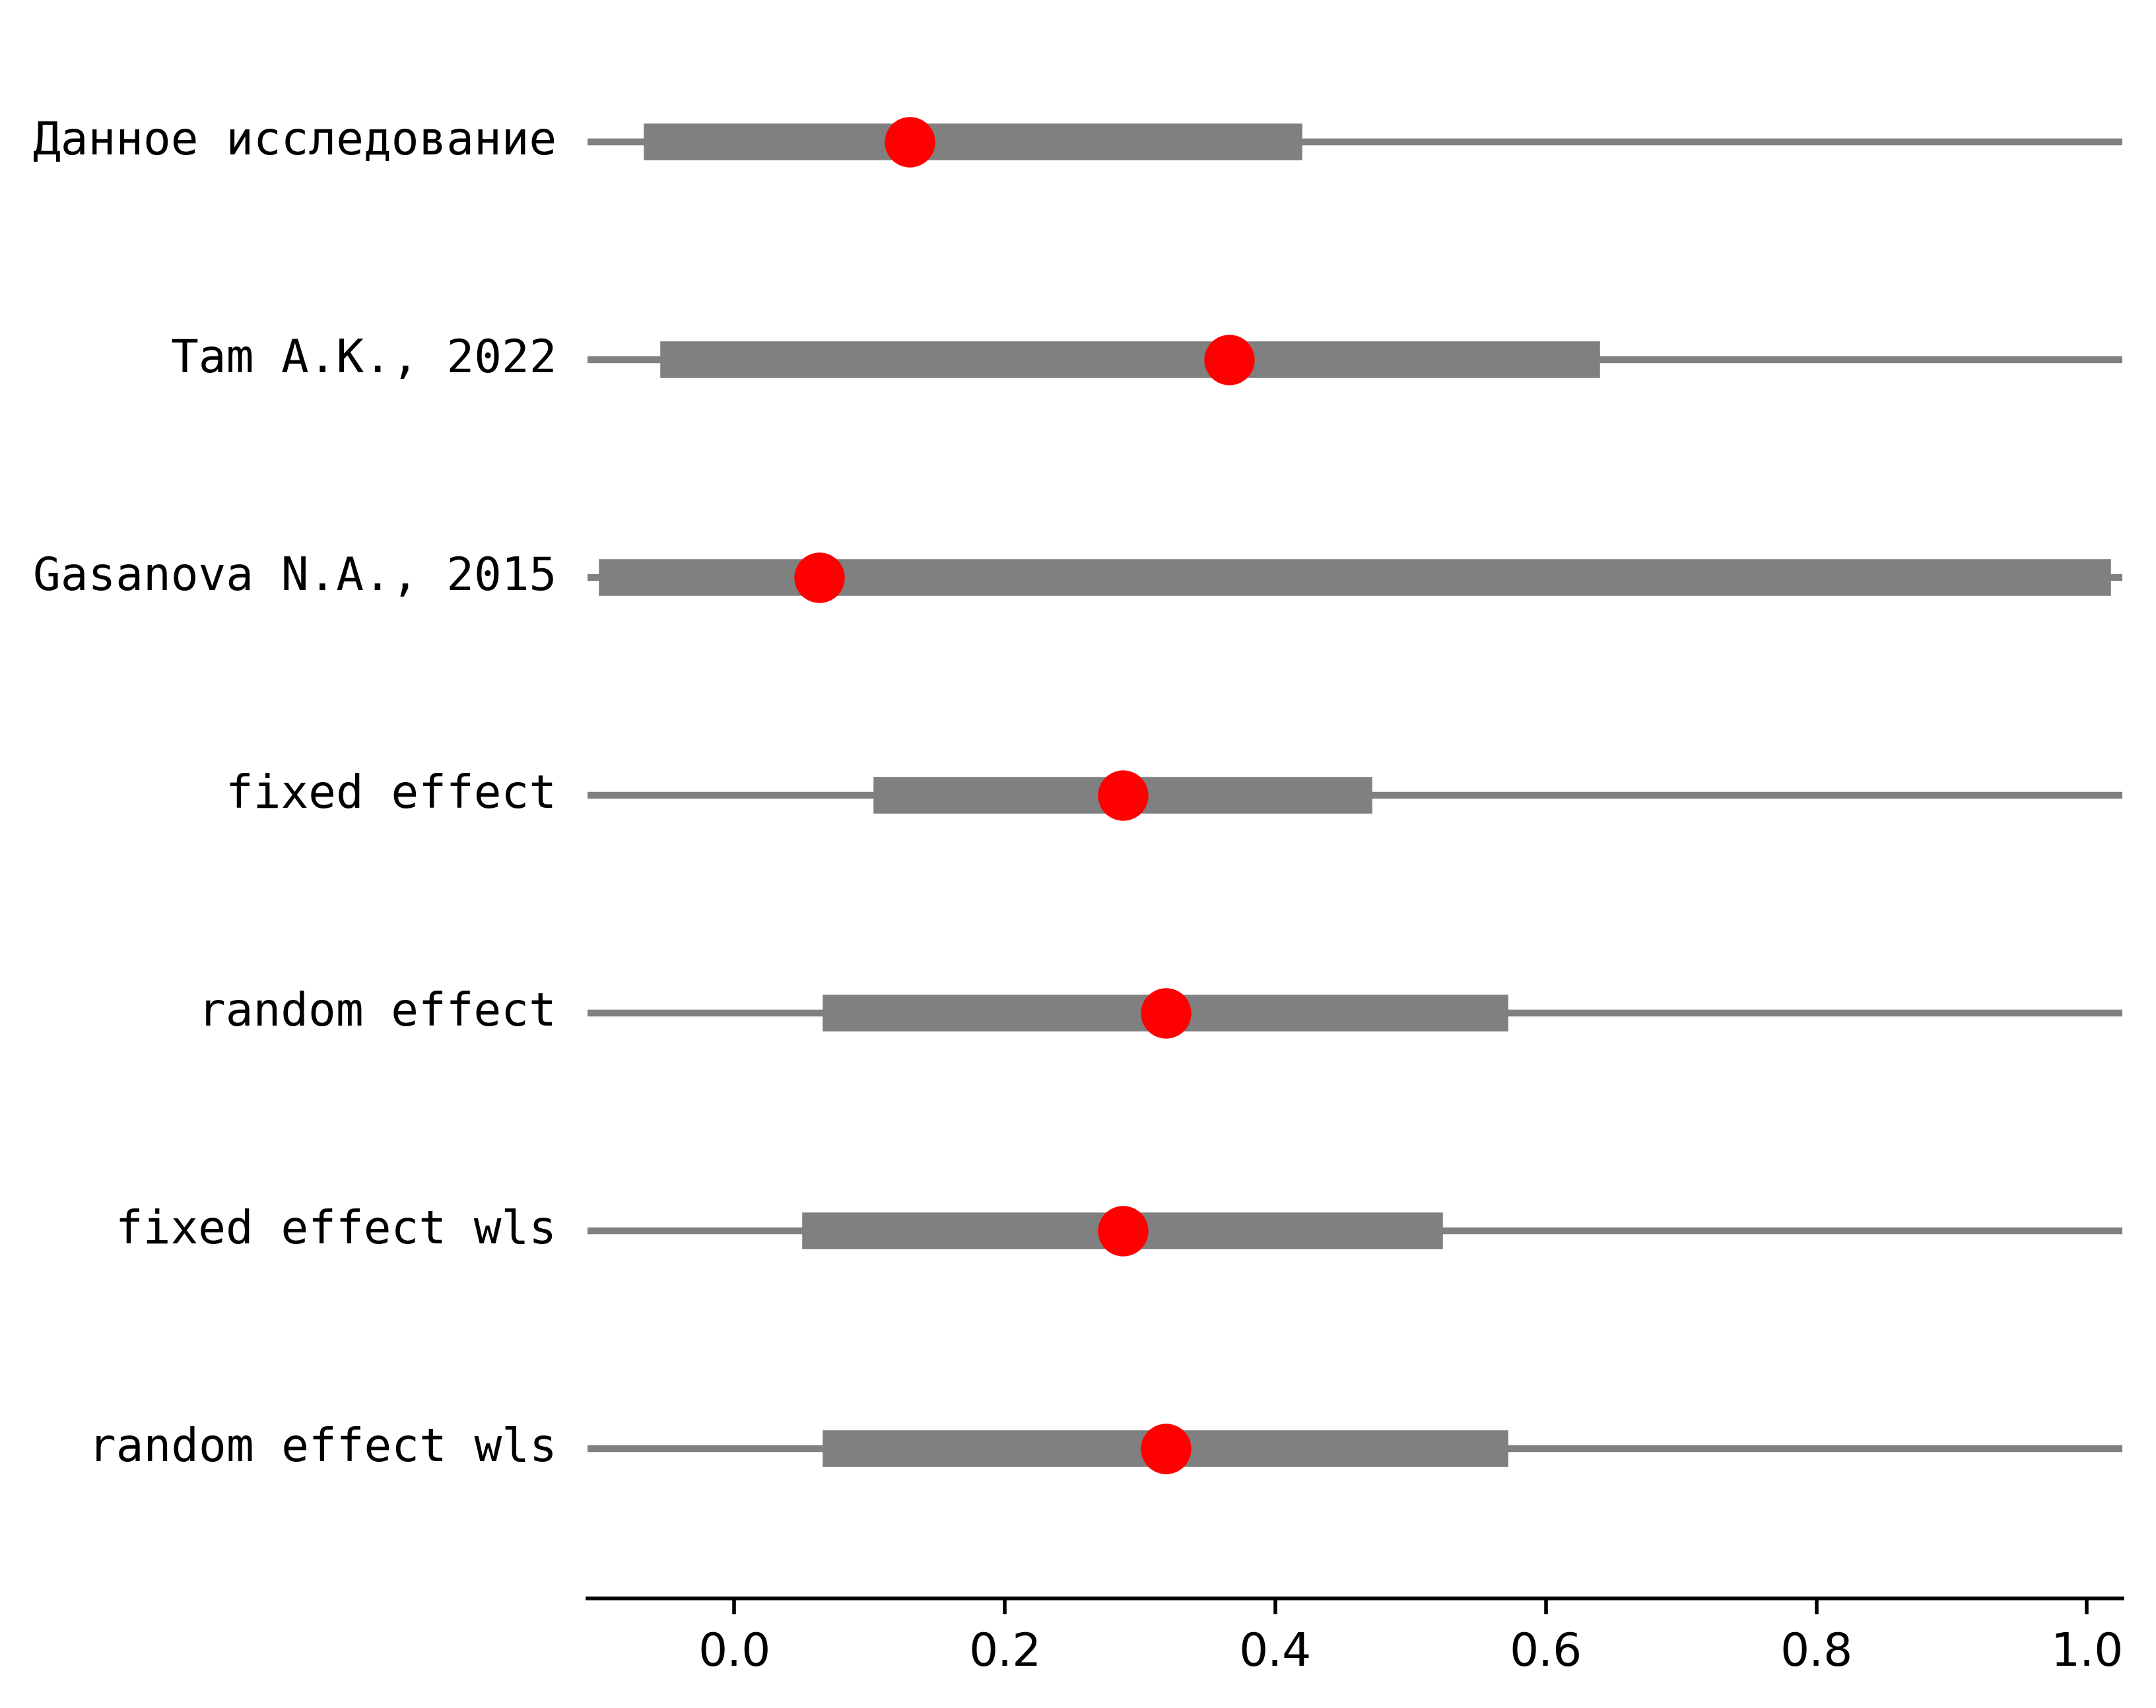 Данное исследование
Tam A.K., 2022
Gasanova N.A., 2015
fixed effect
random effect
fixed effect wls
random effect wls
0.0 0.2 0.4 0.6 0.8 1.0